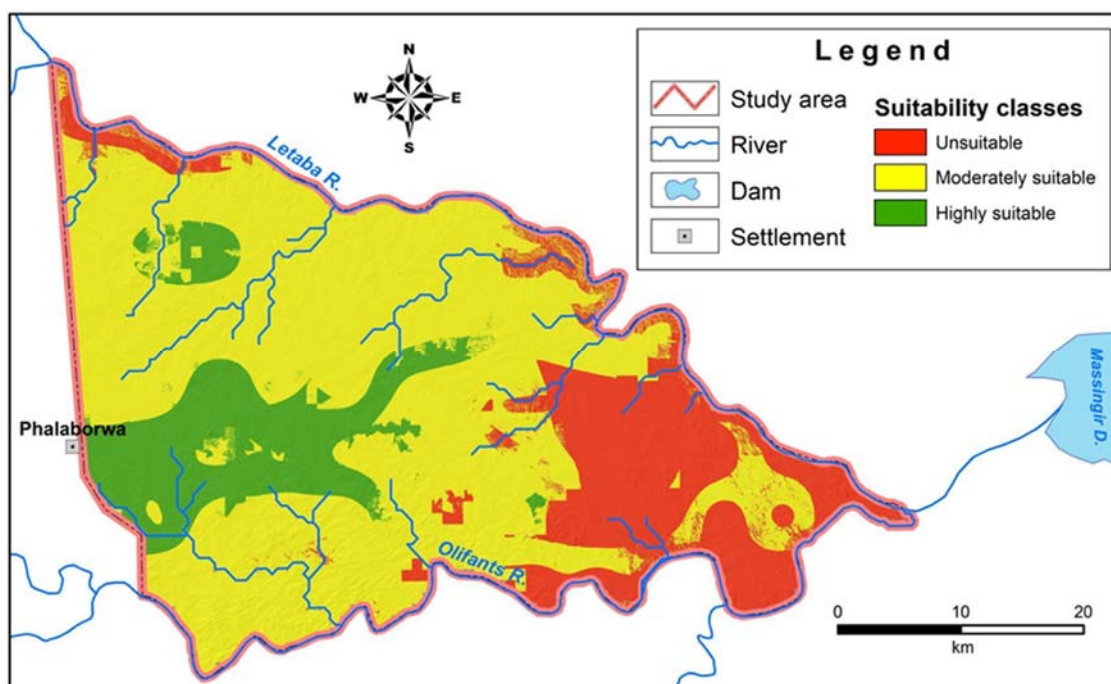 N
W E
S
Letaba R.
Phalaborwa
Olifants R.
Massingir D.
Legend
Study area
River
Dam
Settlement
Suitability classes
Unsuitable
Moderately suitable
Highly suitable
0 10 20
km